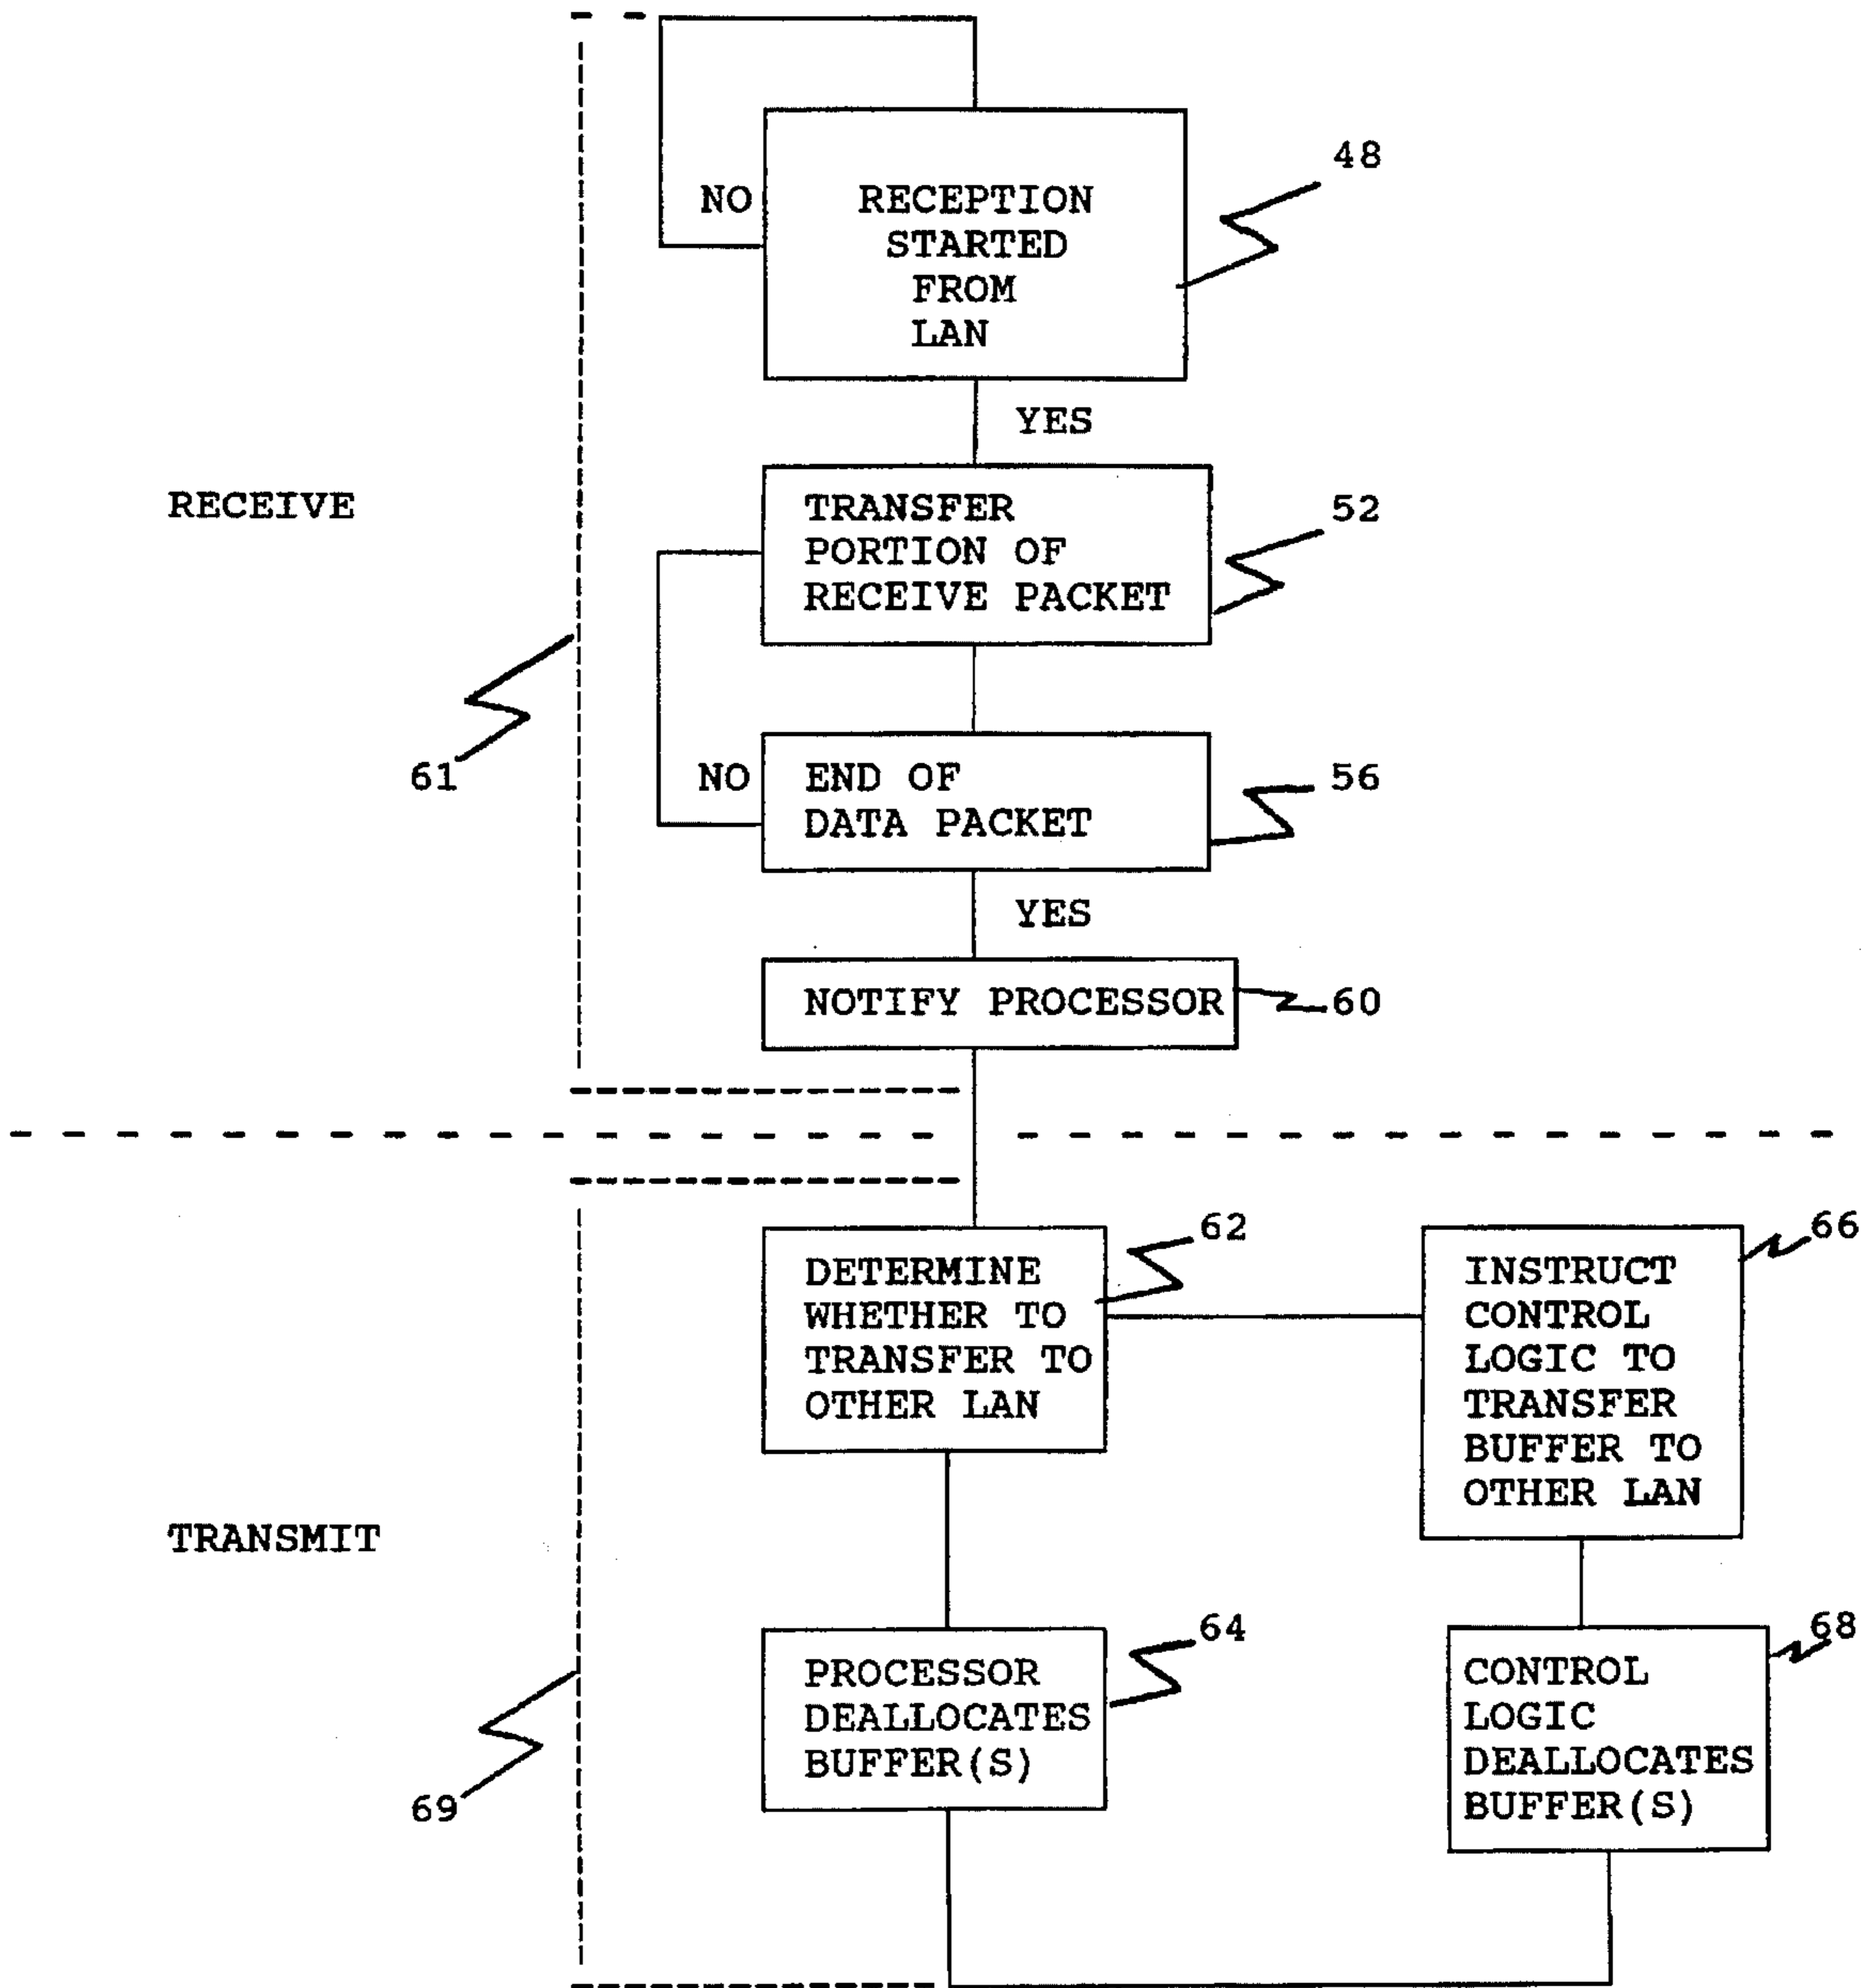 48
NO
RECEPTION
STARTED
FROM
LAN
YES
RECEIVE
TRANSFER
PORTION OF
RECEIVE PACKET
52
61
NO
END OF
DATA PACKET
56
YES
NOTIFY PROCESSOR
60
62
66
DETERMINE
WHETHER TO
TRANSFER TO
OTHER LAN
INSTRUCT
CONTROL
LOGIC TO
TRANSFER
BUFFER TO
OTHER LAN
TRANSMIT
64
68
PROCESSOR
DEALLOCATES
BUFFER(S)
CONTROL
LOGIC
DEALLOCATES
BUFFER(S)
69